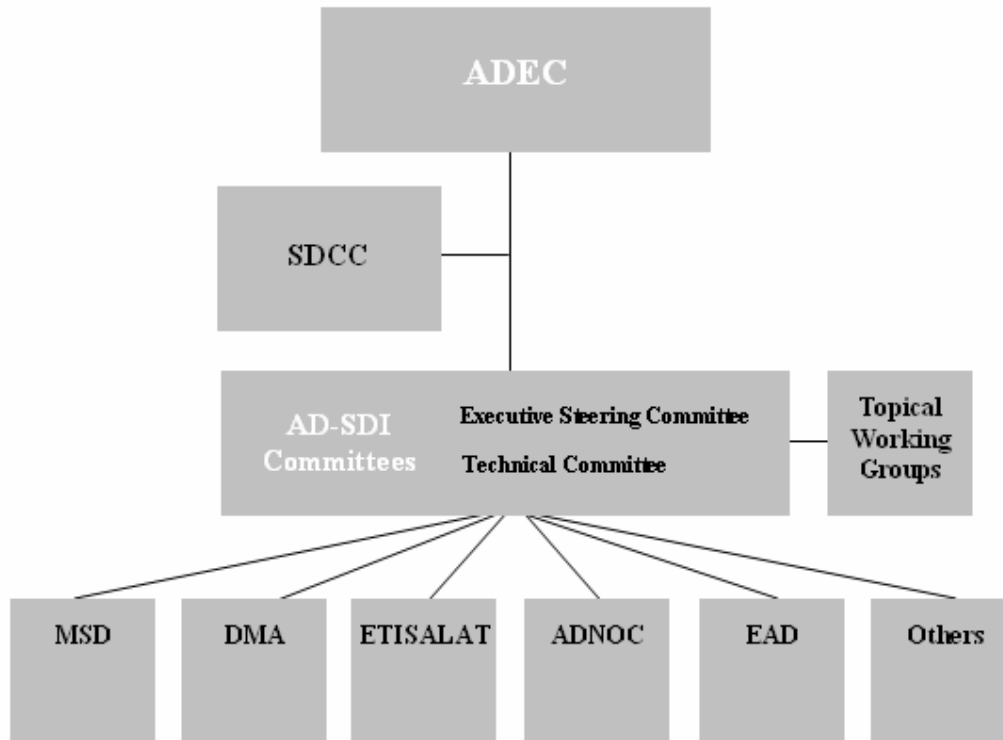 ADEC
SDCC
AD-SDI
Committees
Executive Steering Committee
Technical Committee
Topical
Working
Groups
MSD
DMA
ETISALAT
ADNOC
EAD
Others